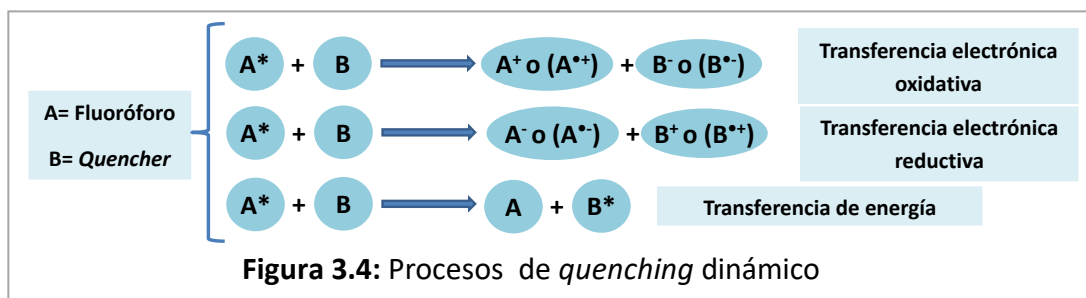 A* + B A⁺ o (A•⁺) + B⁻ o (B•⁻) Transferencia electrónica
oxidativa
A= Fluoróforo
B= Quencher
A* + B A⁻ o (A•⁻) + B⁺ o (B•⁺) Transferencia electrónica
reductiva
A* + B A + B* Transferencia de energía
Figura 3.4: Procesos de quenching dinámico